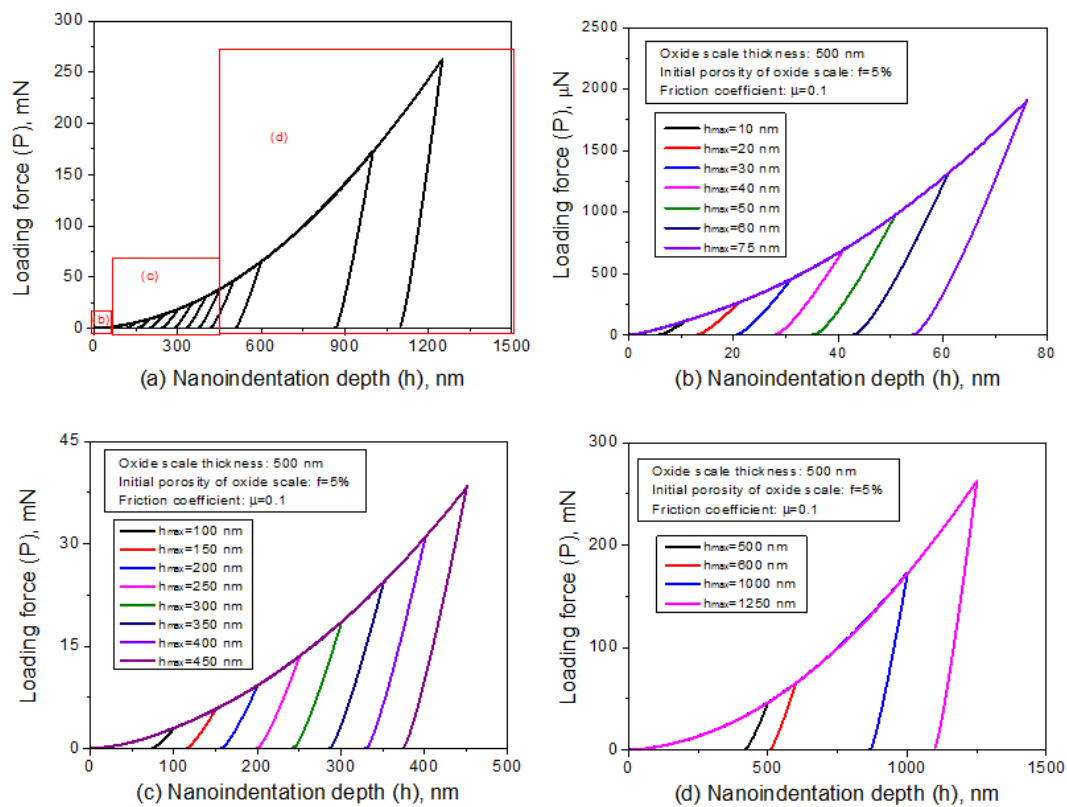 300
250
200
150
100
50
0
Loading force (P), mN
(b)
(c)
(d)
0 300 600 900 1200 1500
(a) Nanoindentation depth (h), nm
2500
2000
1500
1000
500
0
Loading force (P), µN
Oxide scale thickness: 500 nm
Initial porosity of oxide scale: f=5%
Friction coefficient: µ=0.1
hmax=10 nm
hmax=20 nm
hmax=30 nm
hmax=40 nm
hmax=50 nm
hmax=60 nm
hmax=75 nm
0 20 40 60 80
(b) Nanoindentation depth (h), nm
45
30
15
0
Loading force (P), mN
Oxide scale thickness: 500 nm
Initial porosity of oxide scale: f=5%
Friction coefficient: µ=0.1
hmax=100 nm
hmax=150 nm
hmax=200 nm
hmax=250 nm
hmax=300 nm
hmax=350 nm
hmax=400 nm
hmax=450 nm
0 100 200 300 400 500
(c) Nanoindentation depth (h), nm
300
200
100
0
Loading force (P), mN
Oxide scale thickness: 500 nm
Initial porosity of oxide scale: f=5%
Friction coefficient: µ=0.1
hmax=500 nm
hmax=600 nm
hmax=1000 nm
hmax=1250 nm
0 500 1000 1500
(d) Nanoindentation depth (h), nm